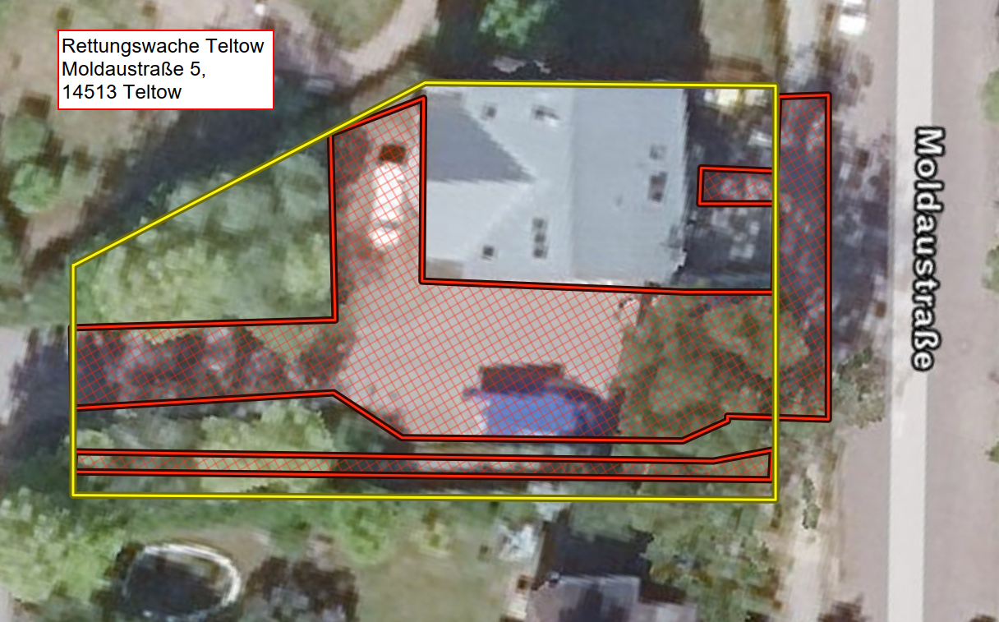 Rettungswache Teltow
Moldaustraße 5,
14513 Teltow
Moldaustraße